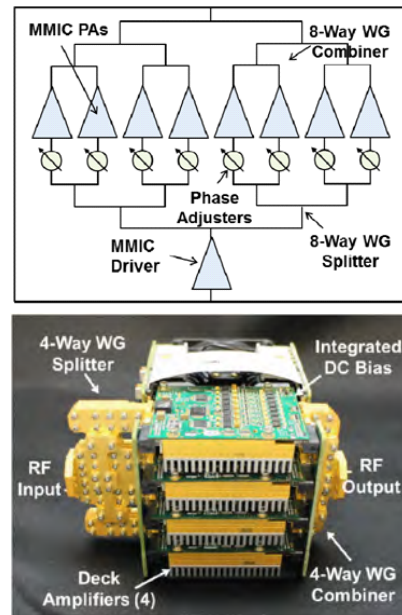 MMIC PAs
8-Way WG
Combiner
Phase
Adjusters
MMIC
Driver
8-Way WG
Splitter
4-Way WG
Splitter
Integrated
DC Bias
RF
Input
RF
Output
Deck
Amplifiers (4)
4-Way WG
Combiner